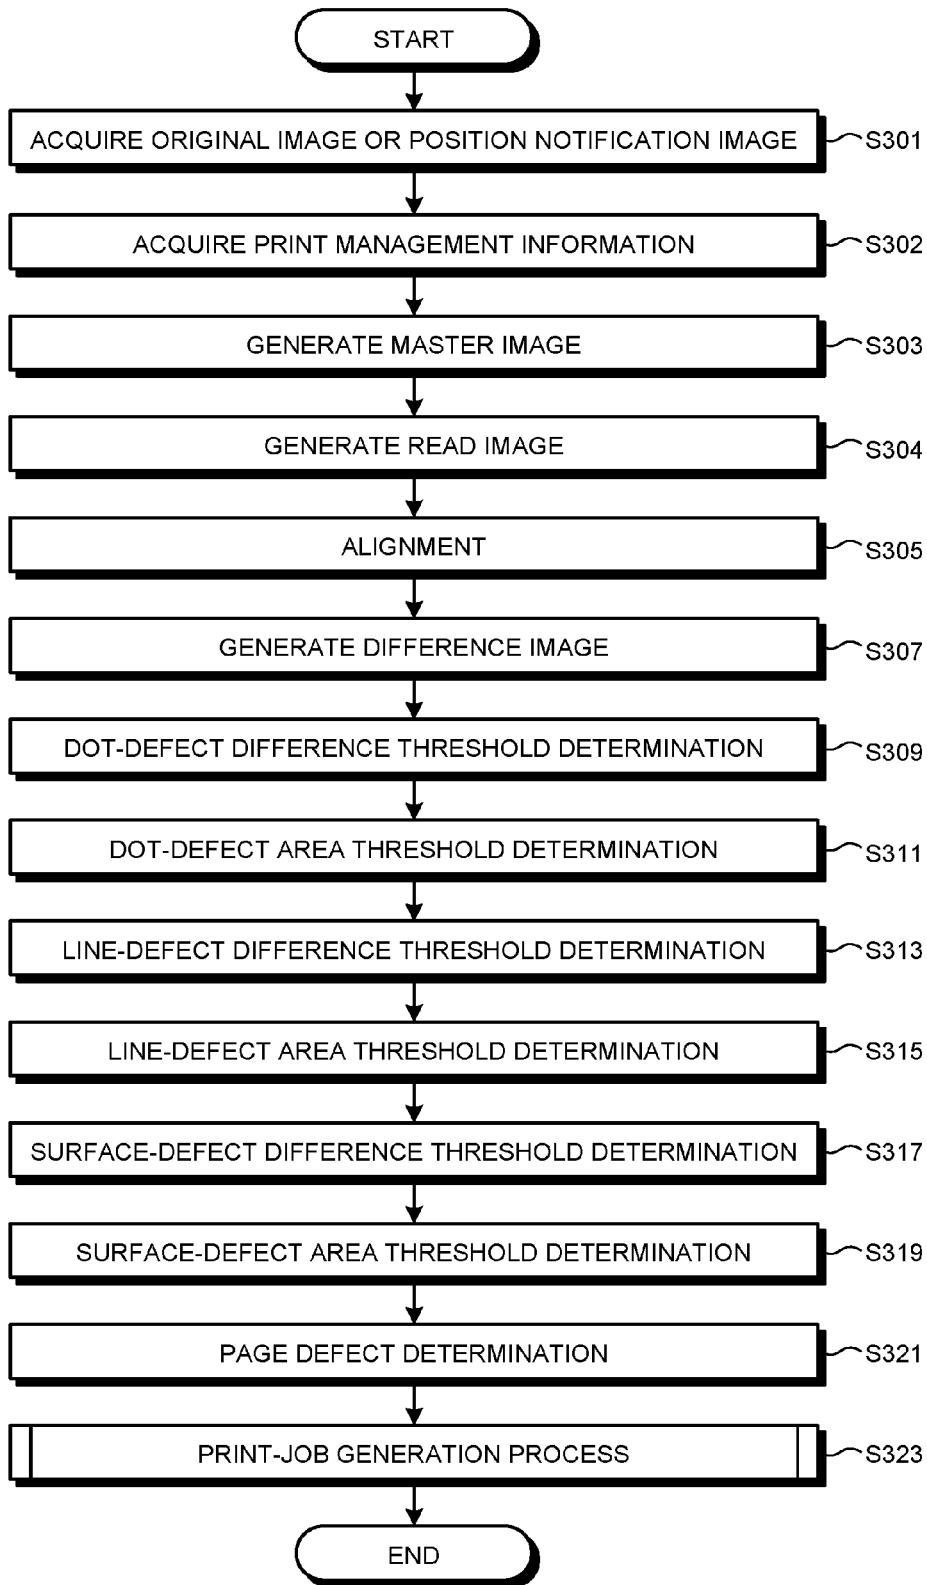 START
ACQUIRE ORIGINAL IMAGE OR POSITION NOTIFICATION IMAGE S301
ACQUIRE PRINT MANAGEMENT INFORMATION S302
GENERATE MASTER IMAGE S303
GENERATE READ IMAGE S304
ALIGNMENT S305
GENERATE DIFFERENCE IMAGE S307
DOT-DEFECT DIFFERENCE THRESHOLD DETERMINATION S309
DOT-DEFECT AREA THRESHOLD DETERMINATION S311
LINE-DEFECT DIFFERENCE THRESHOLD DETERMINATION S313
LINE-DEFECT AREA THRESHOLD DETERMINATION S315
SURFACE-DEFECT DIFFERENCE THRESHOLD DETERMINATION S317
SURFACE-DEFECT AREA THRESHOLD DETERMINATION S319
PAGE DEFECT DETERMINATION S321
PRINT-JOB GENERATION PROCESS S323
END